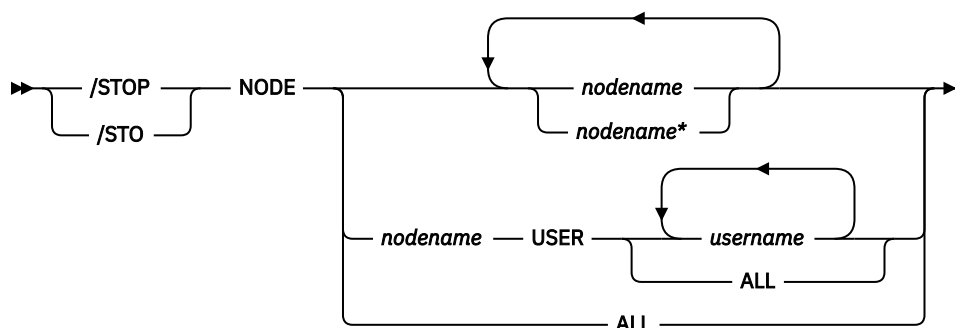 /STOP NODE nodename
/STO nodename*
nodename USER username
ALL
ALL